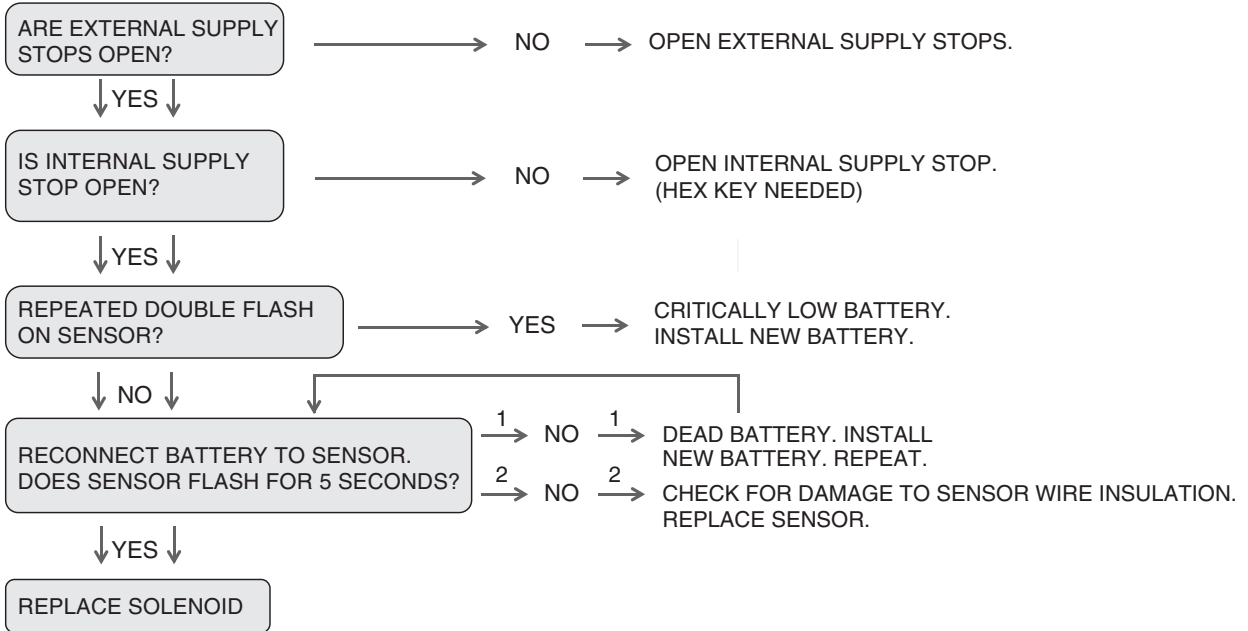 ARE EXTERNAL SUPPLY
STOPS OPEN?
NO
OPEN EXTERNAL SUPPLY STOPS.
YES
IS INTERNAL SUPPLY
STOP OPEN?
NO
OPEN INTERNAL SUPPLY STOP.
(HEX KEY NEEDED)
YES
REPEATED DOUBLE FLASH
ON SENSOR?
YES
CRITICALLY LOW BATTERY.
INSTALL NEW BATTERY.
NO
RECONNECT BATTERY TO SENSOR.
DOES SENSOR FLASH FOR 5 SECONDS?
1 NO 1
DEAD BATTERY. INSTALL
NEW BATTERY. REPEAT.
2 NO 2
CHECK FOR DAMAGE TO SENSOR WIRE INSULATION.
REPLACE SENSOR.
YES
REPLACE SOLENOID